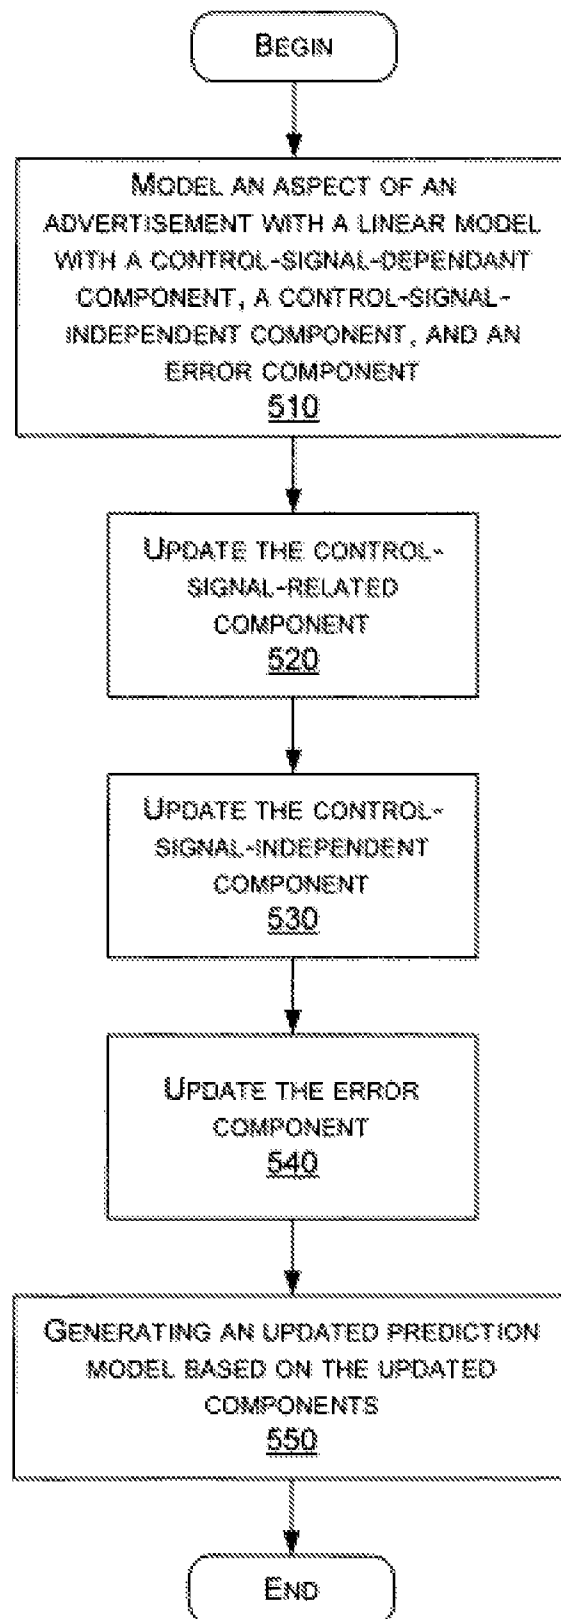 BEGIN
MODEL AN ASPECT OF AN
ADVERTISEMENT WITH A LINEAR MODEL
WITH A CONTROL-SIGNAL-DEPENDANT
COMPONENT, A CONTROL-SIGNAL-
INDEPENDENT COMPONENT, AND AN
ERROR COMPONENT
510
UPDATE THE CONTROL-
SIGNAL-RELATED
COMPONENT
520
UPDATE THE CONTROL-
SIGNAL-INDEPENDENT
COMPONENT
530
UPDATE THE ERROR
COMPONENT
540
GENERATING AN UPDATED PREDICTION
MODEL BASED ON THE UPDATED
COMPONENTS
550
END